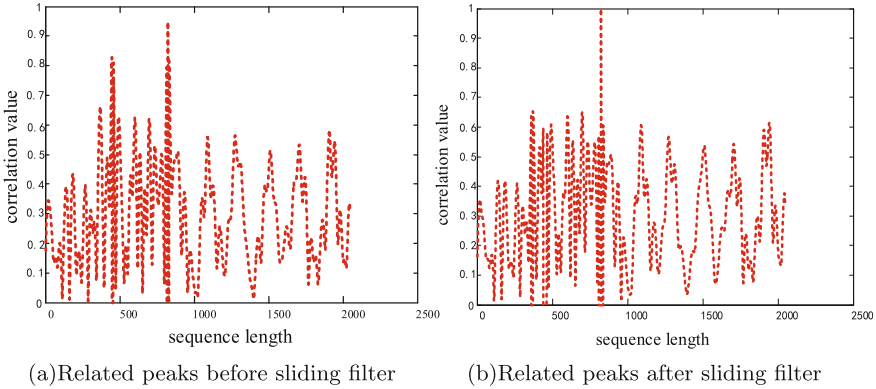 1
0.9
0.8
0.7
0.6
0.5
0.4
0.3
0.2
0.1
0
0 500 1000 1500 2000 2500
correlation value
sequence length
(a)Related peaks before sliding filter
1
0.9
0.8
0.7
0.6
0.5
0.4
0.3
0.2
0.1
0
0 500 1000 1500 2000 2500
correlation value
sequence length
(b)Related peaks after sliding filter